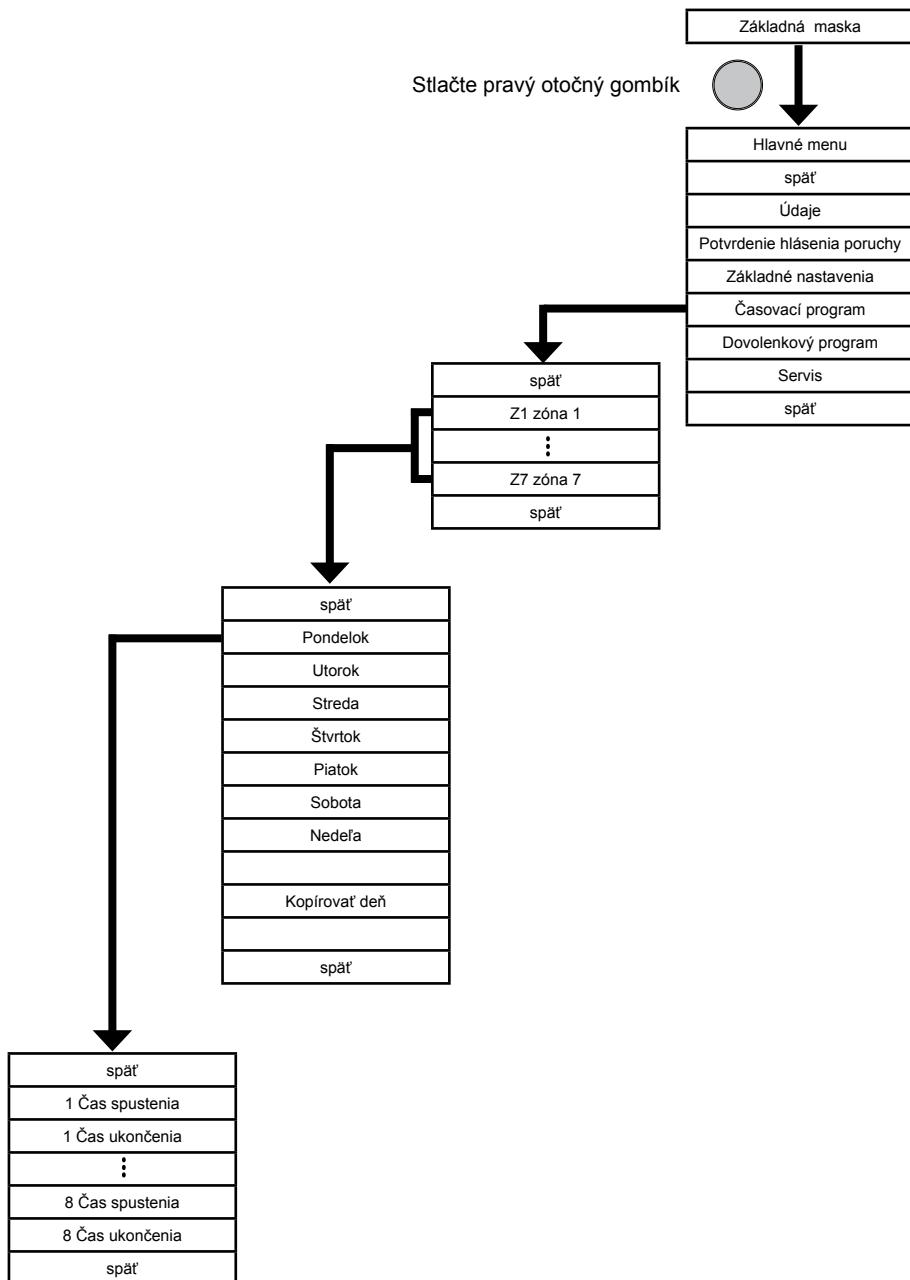 Základná maska
Stlačte pravý otočný gombík
Hlavné menu
späť
Údaje
Potvrdenie hlásenia poruchy
Základné nastavenia
Časovací program
Dovolenkový program
Servis
späť
späť
Z1 zóna 1
Z7 zóna 7
späť
späť
Pondelok
Utorok
Streda
Štvrtok
Piatok
Sobota
Nedeľa
Kopírovať deň
späť
späť
1 Čas spustenia
1 Čas ukončenia
8 Čas spustenia
8 Čas ukončenia
späť